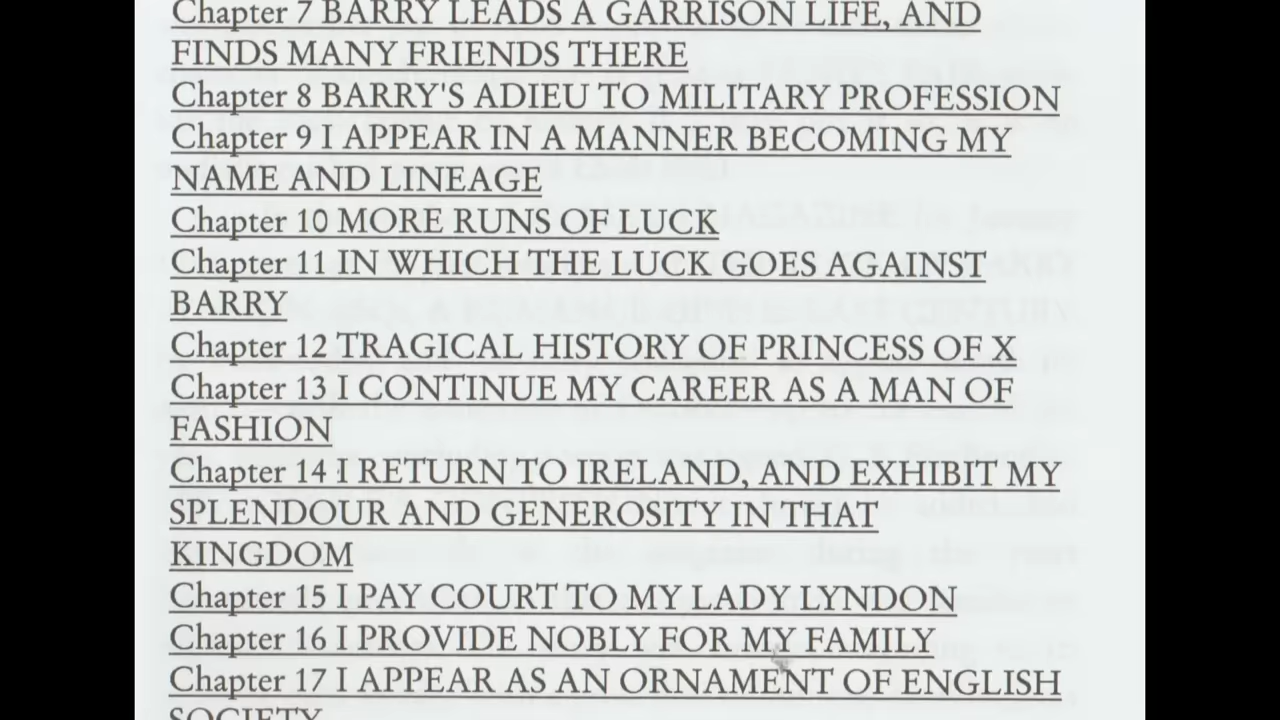 Chapter 7 BARRY LEADS A GARRISON LIFE, AND
FINDS MANY FRIENDS THERE
Chapter 8 BARRY'S ADIEU TO MILITARY PROFESSION
Chapter 9 I APPEAR IN A MANNER BECOMING MY
NAME AND LINEAGE
Chapter 10 MORE RUNS OF LUCK
Chapter 11 IN WHICH THE LUCK GOES AGAINST
BARRY
Chapter 12 TRAGICAL HISTORY OF PRINCESS OF X
Chapter 13 I CONTINUE MY CAREER AS A MAN OF
FASHION
Chapter 14 I RETURN TO IRELAND, AND EXHIBIT MY
SPLENDOUR AND GENEROSITY IN THAT
KINGDOM
Chapter 15 I PAY COURT TO MY LADY LYNDON
Chapter 16 I PROVIDE NOBLY FOR MY FAMILY
Chapter 17 I APPEAR AS AN ORNAMENT OF ENGLISH
SOCIETY